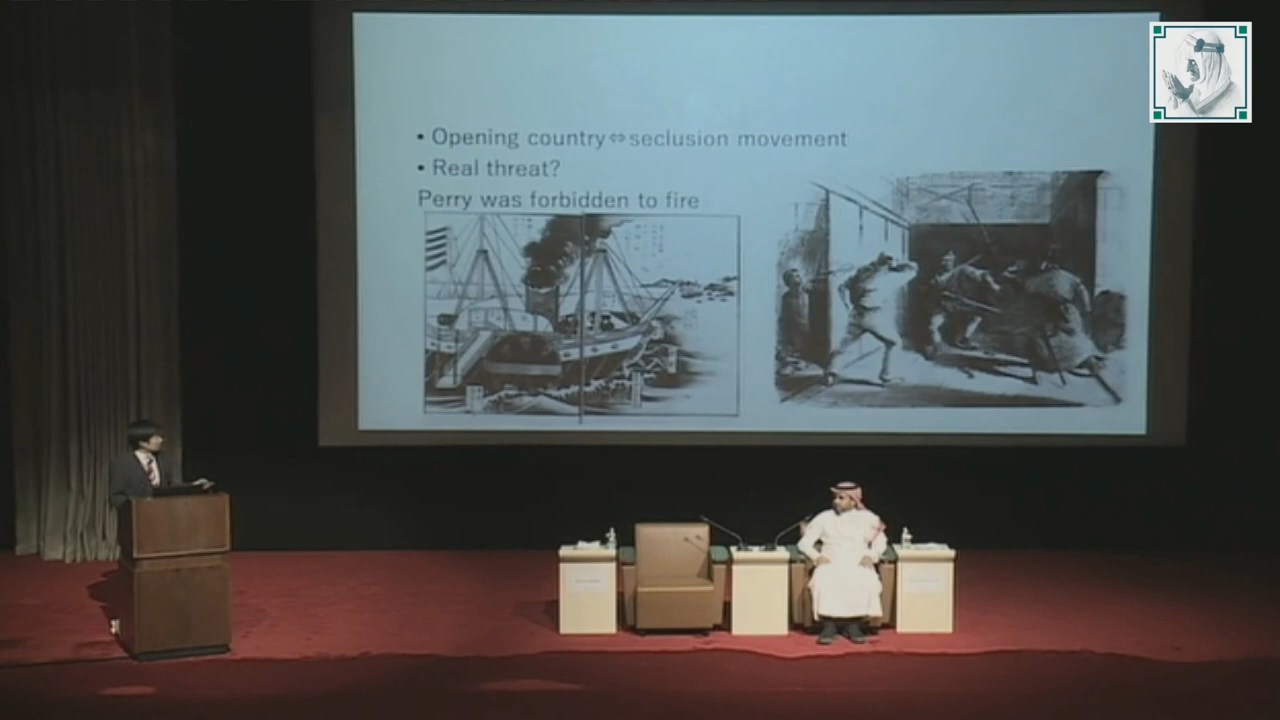 • Opening country⇔seclusion movement
• Real threat?
Perry was forbidden to fire